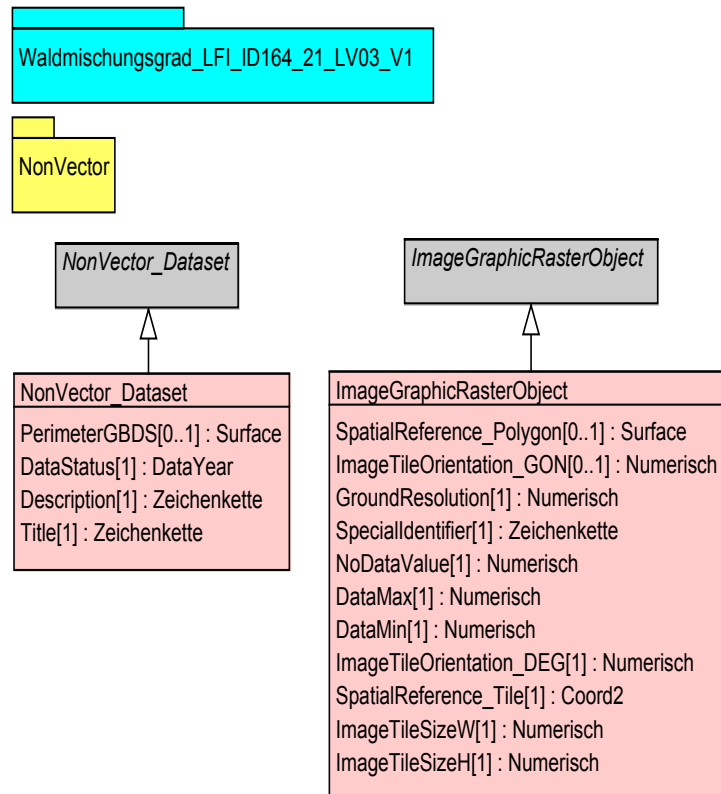 Waldmischungsgrad_LFI_ID164_21_LV03_V1
NonVector
NonVector_Dataset
NonVector_Dataset
PerimeterGBDS[0..1] : Surface
DataStatus[1] : DataYear
Description[1] : Zeichenkette
Title[1] : Zeichenkette
ImageGraphicRasterObject
ImageGraphicRasterObject
SpatialReference_Polygon[0..1] : Surface
ImageTileOrientation_GON[0..1] : Numerisch
GroundResolution[1] : Numerisch
SpecialIdentifier[1] : Zeichenkette
NoDataValue[1] : Numerisch
DataMax[1] : Numerisch
DataMin[1] : Numerisch
ImageTileOrientation_DEG[1] : Numerisch
SpatialReference_Tile[1] : Coord2
ImageTileSizeW[1] : Numerisch
ImageTileSizeH[1] : Numerisch